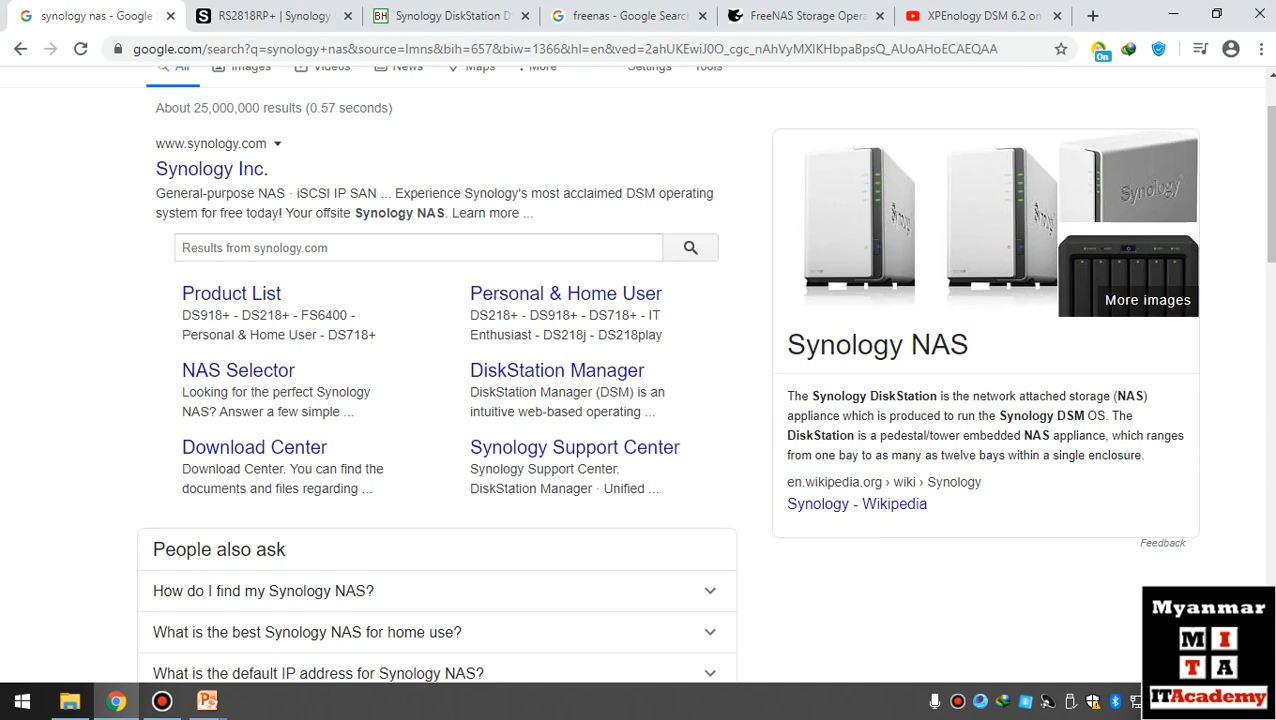 synology nas - Google
RS2818RP+ | Synology
Synology DiskStation D
freenas - Google Search
FreeNAS Storage Opera
XPEnology DSM 6.2 on
google.com/search?q=synology+nas&source=lmns&bih=657&biw=1366&hl=en&ved=2ahUKEwiJ0O_cgc_nAhVyMXIKHbpaBpsQ_AUoAHoECAEQAA
On
All
Images
Videos
News
Maps
More
Settings
Tools
About 25,000,000 results (0.57 seconds)
www.synology.com
Synology Inc.
General-purpose NAS · iSCSI IP SAN ... Experience Synology's most acclaimed DSM operating
system for free today! Your offsite Synology NAS. Learn more ...
Results from synology.com
Product List
DS918+ - DS218+ - FS6400 -
Personal & Home User - DS718+
Personal & Home User
DS218+ - DS918+ - DS718+ - IT
Enthusiast - DS218j - DS218play
NAS Selector
Looking for the perfect Synology
NAS? Answer a few simple ...
DiskStation Manager
DiskStation Manager (DSM) is an
intuitive web-based operating ...
Download Center
Download Center. You can find the
documents and files regarding ...
Synology Support Center
Synology Support Center.
DiskStation Manager · Unified ...
People also ask
How do I find my Synology NAS?
What is the best Synology NAS for home use?
What is the default IP address for Synology NAS?
Synology
Synology
Synology
More images
Synology NAS
The Synology DiskStation is the network attached storage (NAS)
appliance which is produced to run the Synology DSM OS. The
DiskStation is a pedestal/tower embedded NAS appliance, which ranges
from one bay to as many as twelve bays within a single enclosure.
en.wikipedia.org › wiki › Synology
Synology - Wikipedia
Feedback
Myanmar
M I
T A
ITAcademy